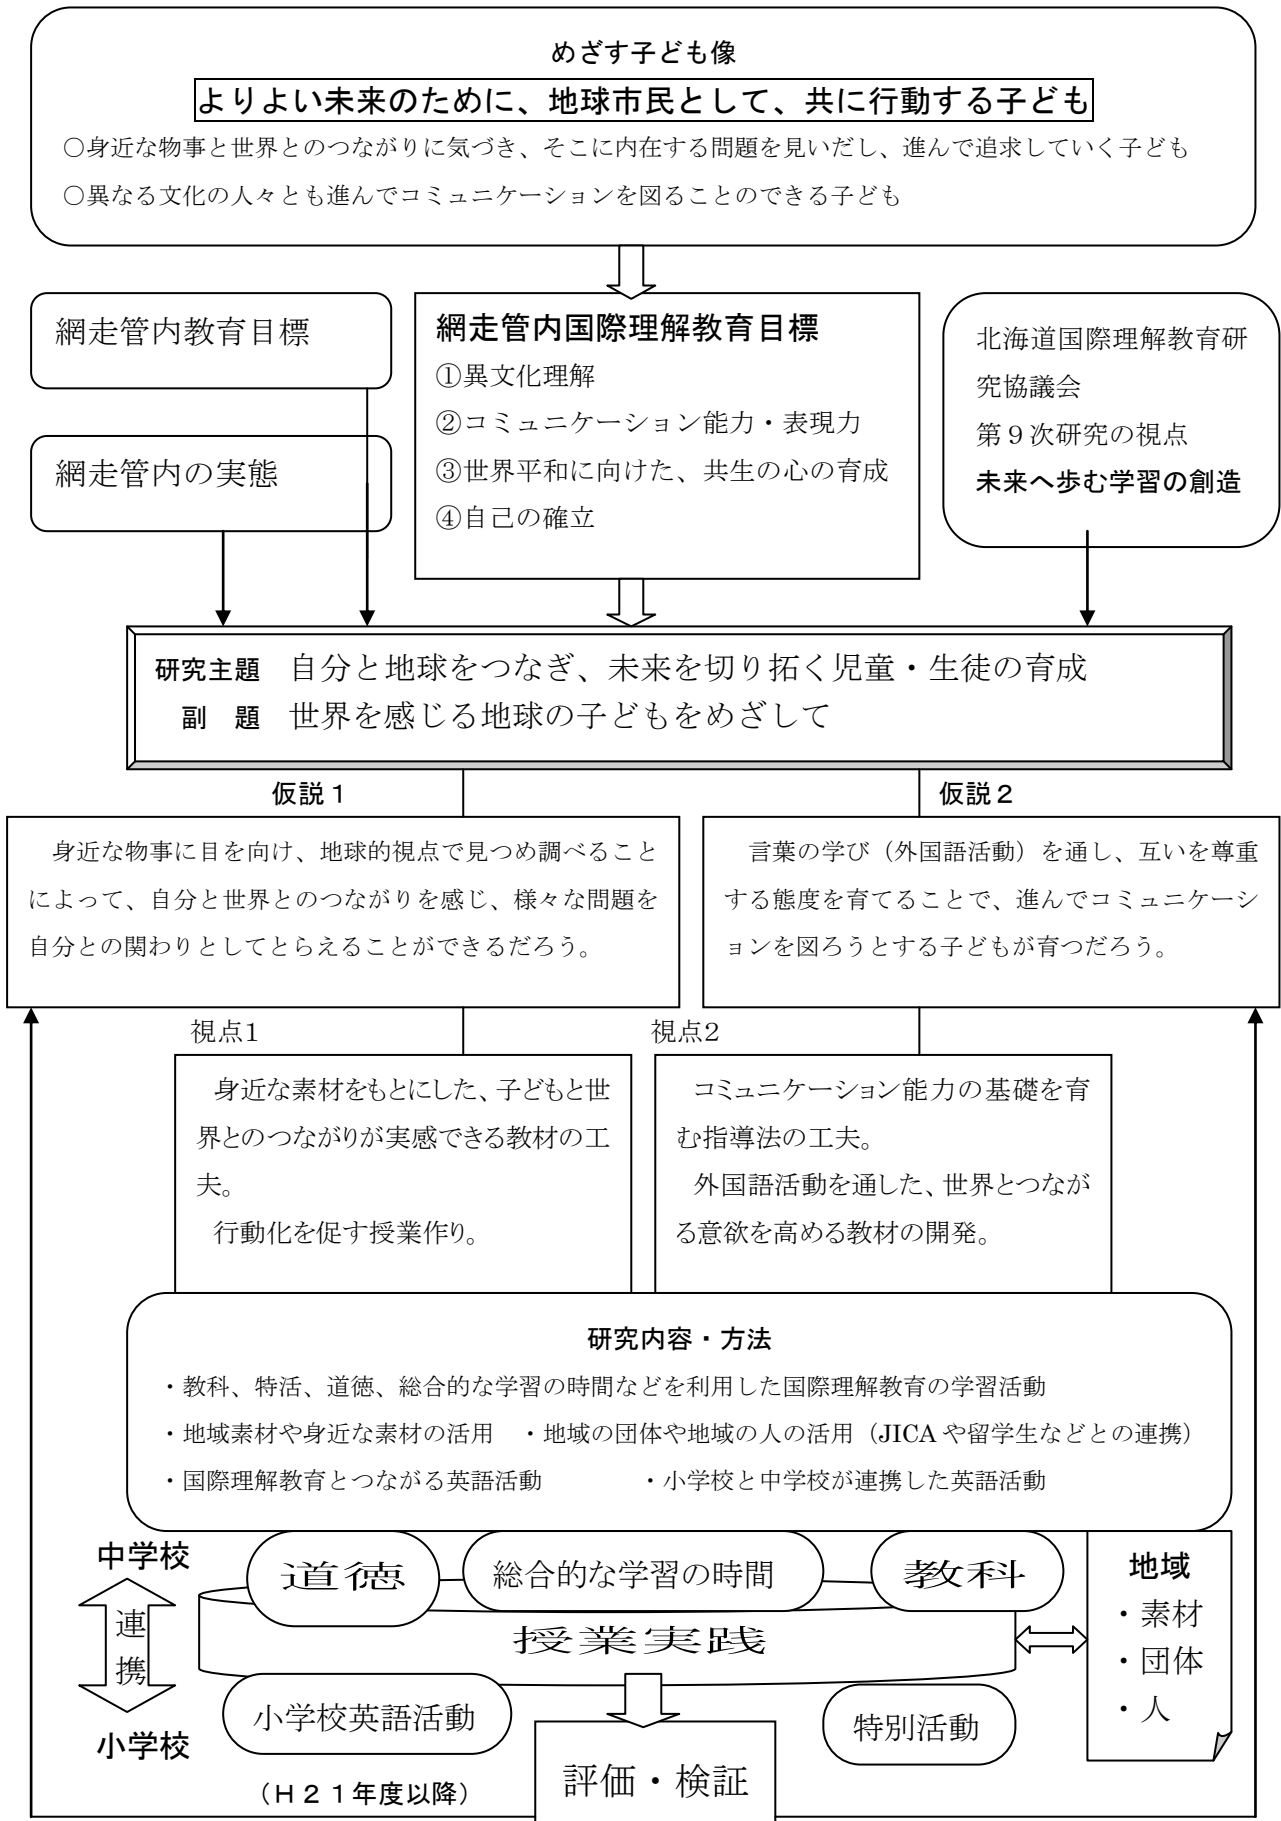 めざす子ども像
よりよい未来のために、地球市民として、共に行動する子ども
○身近な物事と世界とのつながりに気づき、そこに内在する問題を見いだし、進んで追求していく子ども
○異なる文化の人々とも進んでコミュニケーションを図ることのできる子ども
網走管内教育目標
網走管内の実態
網走管内国際理解教育目標
①異文化理解
②コミュニケーション能力・表現力
③世界平和に向けた、共生の心の育成
④自己の確立
北海道国際理解教育研
究協議会
第９次研究の視点
未来へ歩む学習の創造
研究主題　自分と地球をつなぎ、未来を切り拓く児童・生徒の育成
副　題　世界を感じる地球の子どもをめざして
仮説１
身近な物事に目を向け、地球的視点で見つめ調べること
によって、自分と世界とのつながりを感じ、様々な問題を
自分との関わりとしてとらえることができるだろう。
仮説２
言葉の学び（外国語活動）を通し、互いを尊重
する態度を育てることで、進んでコミュニケーシ
ョンを図ろうとする子どもが育つだろう。
視点1
身近な素材をもとにした、子どもと世
界とのつながりが実感できる教材の工
夫。
行動化を促す授業作り。
視点2
コミュニケーション能力の基礎を育
む指導法の工夫。
外国語活動を通した、世界とつなが
る意欲を高める教材の開発。
研究内容・方法
・教科、特活、道徳、総合的な学習の時間などを利用した国際理解教育の学習活動
・地域素材や身近な素材の活用　・地域の団体や地域の人の活用（JICAや留学生などとの連携）
・国際理解教育とつながる英語活動　・小学校と中学校が連携した英語活動
中学校
連
携
小学校
道徳
総合的な学習の時間
教科
授業実践
小学校英語活動
特別活動
地域
・素材
・団体
・人
（Ｈ２１年度以降）
評価・検証